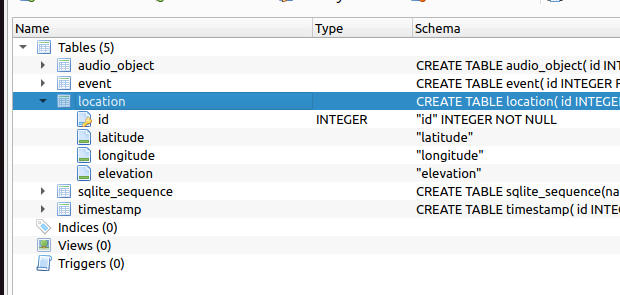 Name Type Schema
Tables (5)
audio_object CREATE TABLE audio_object( id INT
event CREATE TABLE event( id INTEGER P
location CREATE TABLE location( id INTEGER
id INTEGER "id" INTEGER NOT NULL
latitude "latitude"
longitude "longitude"
elevation "elevation"
sqlite_sequence CREATE TABLE sqlite_sequence(na
timestamp CREATE TABLE timestamp( id INTE
Indices (0)
Views (0)
Triggers (0)